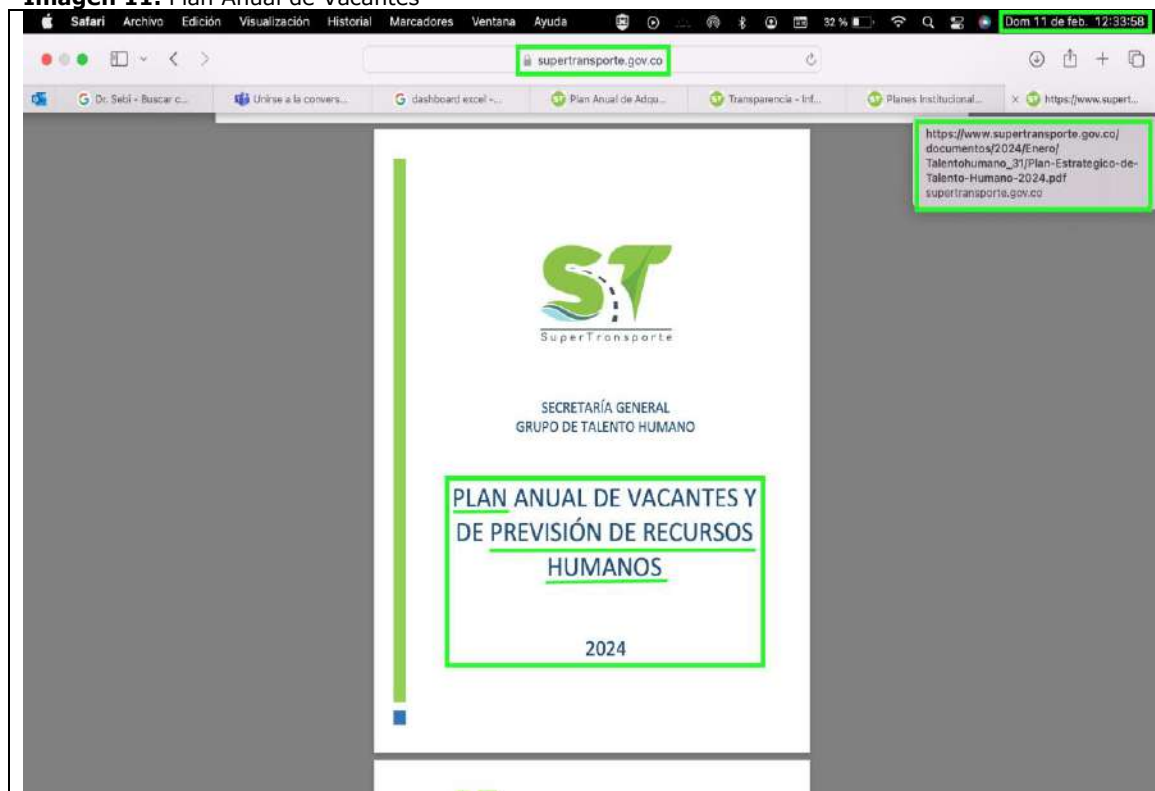 Imagen 11. Plan Anual de Vacantes
Safari Archivo Edición Visualización Historial Marcadores Ventana Ayuda 32 % Dom 11 de feb. 12:33:58
supertransporte.gov.co
Dr. Sebi - Buscar c... Unirse a la convers... dashboard excel -... Plan Anual de Adqu... Transparencia - Inf... Planes Institucional... https://www.supert...
https://www.supertransporte.gov.co/
documentos/2024/Enero/
Talentohumano_31/Plan-Estrategico-de-
Talento-Humano-2024.pdf
supertransporte.gov.co
ST
SuperTransporte
SECRETARÍA GENERAL
GRUPO DE TALENTO HUMANO
PLAN ANUAL DE VACANTES Y
DE PREVISIÓN DE RECURSOS
HUMANOS
2024